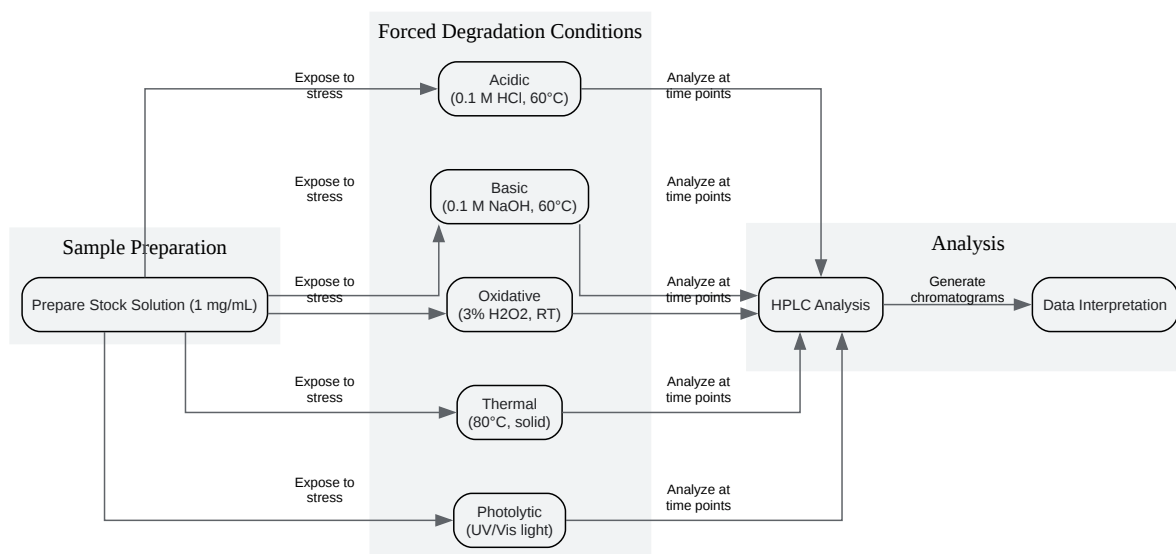 Forced Degradation Conditions
Expose to
stress
Acidic
(0.1 M HCl, 60°C)
Analyze at
time points
Expose to
stress
Basic
(0.1 M NaOH, 60°C)
Analyze at
time points
Sample Preparation
Analysis
Prepare Stock Solution (1 mg/mL)
Expose to
stress
Oxidative
(3% H2O2, RT)
Analyze at
time points
HPLC Analysis
Generate
chromatograms
Data Interpretation
Expose to
stress
Thermal
(80°C, solid)
Analyze at
time points
Expose to
stress
Photolytic
(UV/Vis light)
Analyze at
time points